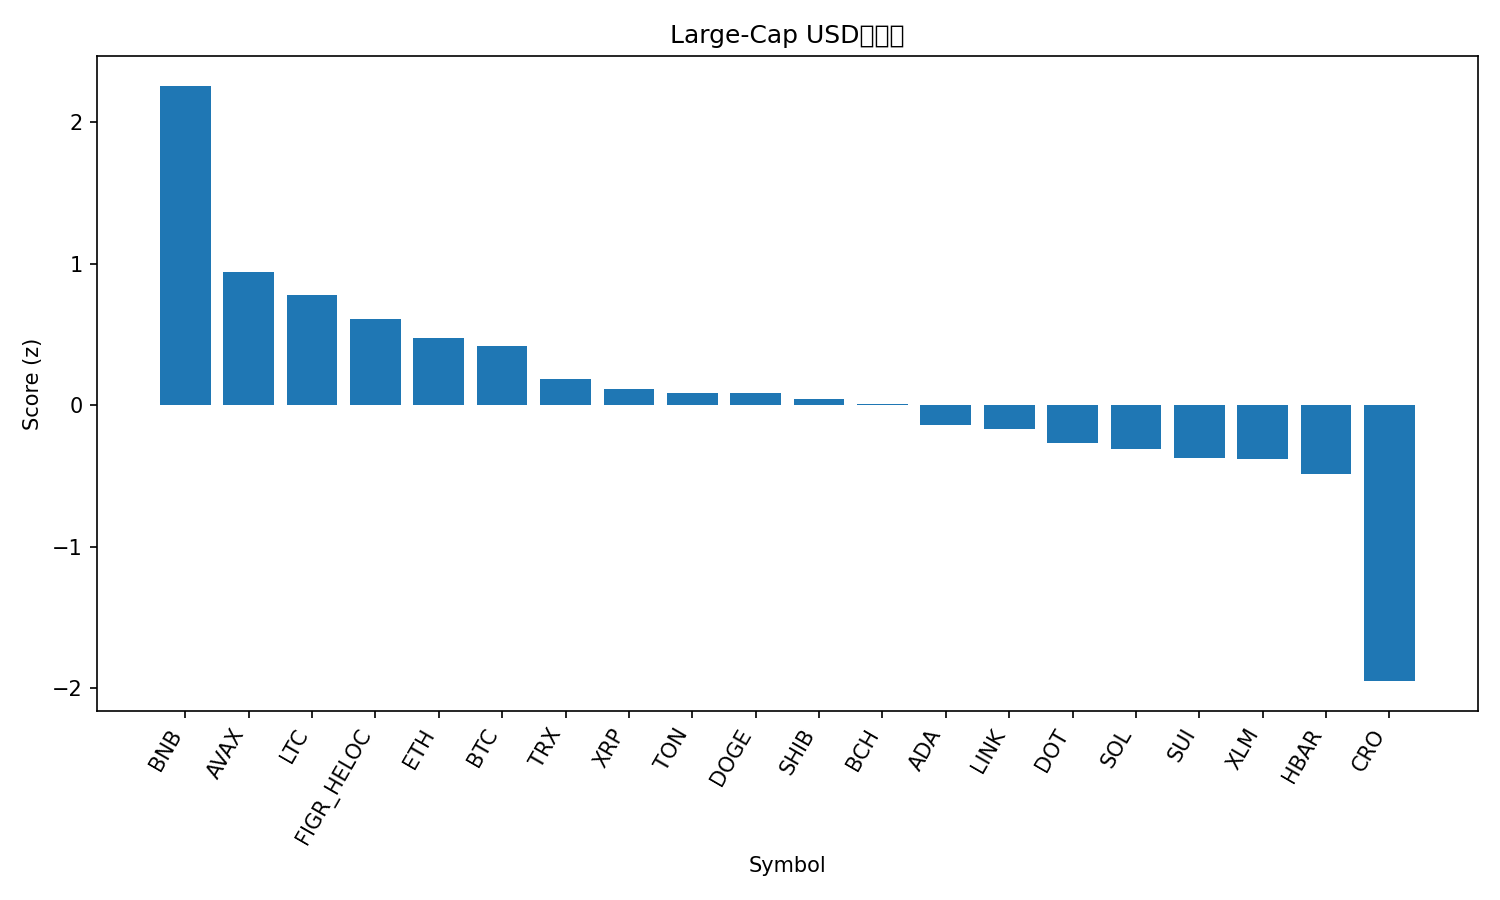 Large-Cap USD
Score (z)
2
1
0
−1
−2
BNB
AVAX
LTC
FIGR_HELOC
ETH
BTC
TRX
XRP
TON
DOGE
SHIB
BCH
ADA
LINK
DOT
SOL
SUI
XLM
HBAR
CRO
Symbol